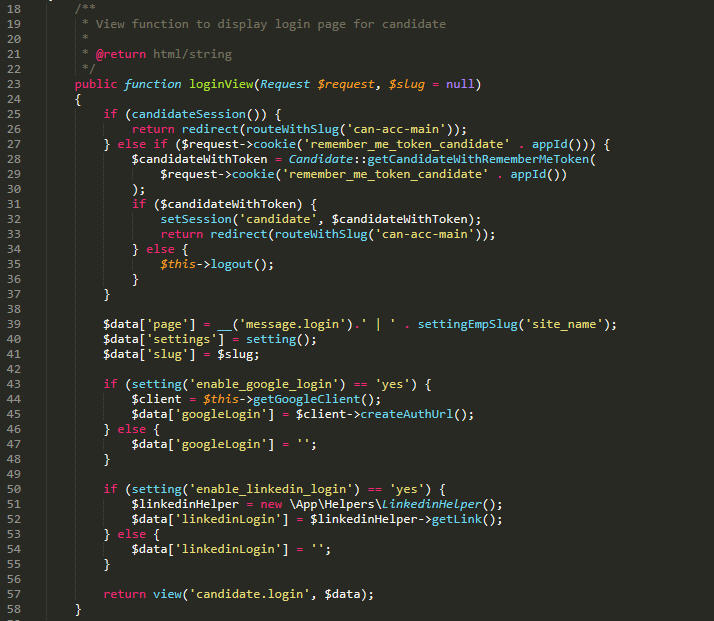 18 /**
19  * View function to display login page for candidate
20  *
21  * @return html/string
22  */
23 public function loginView(Request $request, $slug = null)
24 {
25     if (candidateSession()) {
26         return redirect(routeWithSlug('can-acc-main'));
27     } else if ($request->cookie('remember_me_token_candidate' . appId())) {
28         $candidateWithToken = Candidate::getCandidateWithRememberMeToken(
29             $request->cookie('remember_me_token_candidate' . appId())
30         );
31         if ($candidateWithToken) {
32             setSession('candidate', $candidateWithToken);
33             return redirect(routeWithSlug('can-acc-main'));
34         } else {
35             $this->logout();
36         }
37     }
38
39     $data['page'] = __('message.login').' | ' . settingEmpSlug('site_name');
40     $data['settings'] = setting();
41     $data['slug'] = $slug;
42
43     if (setting('enable_google_login') == 'yes') {
44         $client = $this->getGoogleClient();
45         $data['googleLogin'] = $client->createAuthUrl();
46     } else {
47         $data['googleLogin'] = '';
48     }
49
50     if (setting('enable_linkedin_login') == 'yes') {
51         $linkedinHelper = new \App\Helpers\LinkedinHelper();
52         $data['linkedinLogin'] = $linkedinHelper->getLink();
53     } else {
54         $data['linkedinLogin'] = '';
55     }
56
57     return view('candidate.login', $data);
58 }